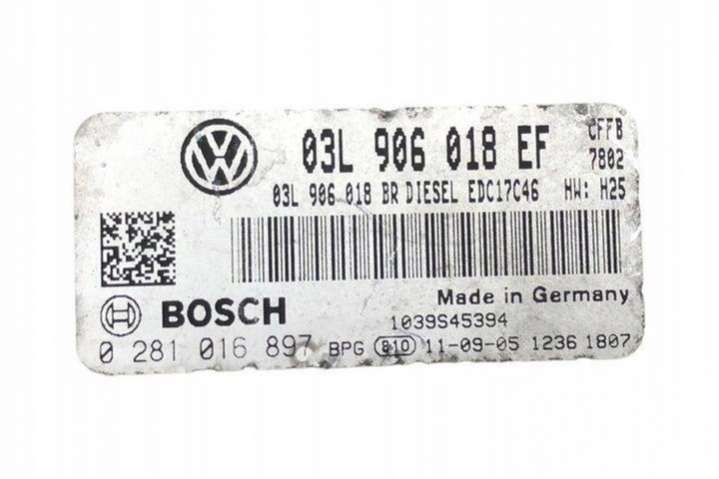 03L 906 018 EF CFFB
7802
03L 906 018 BR DIESEL EDC17C46 HW: H25
BOSCH Made in Germany
1039S45394
0 281 016 897 BPG 810 11-09-05 1236 1807